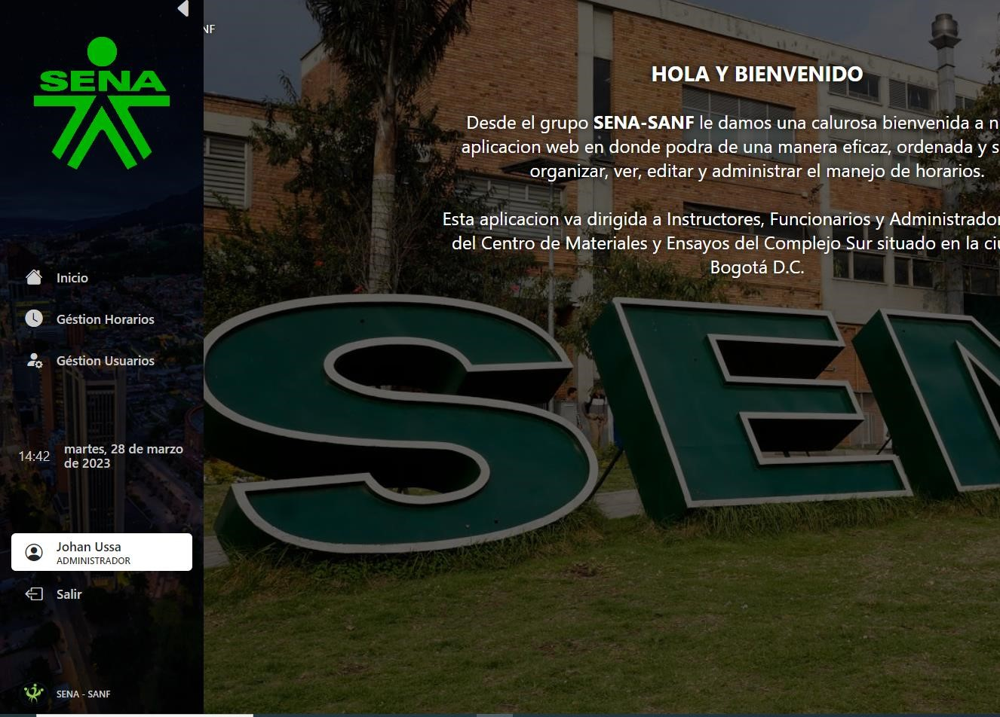 SENA
NF
HOLA Y BIENVENIDO
Desde el grupo SENA-SANF le damos una calurosa bienvenida a n
aplicacion web en donde podra de una manera eficaz, ordenada y s
organizar, ver, editar y administrar el manejo de horarios.
Esta aplicacion va dirigida a Instructores, Funcionarios y Administrador
del Centro de Materiales y Ensayos del Complejo Sur situado en la ciu
Bogotá D.C.
Inicio
Géstion Horarios
Géstion Usuarios
14:42
martes, 28 de marzo
de 2023
Johan Ussa
ADMINISTRADOR
Salir
SENA - SANF
SEN